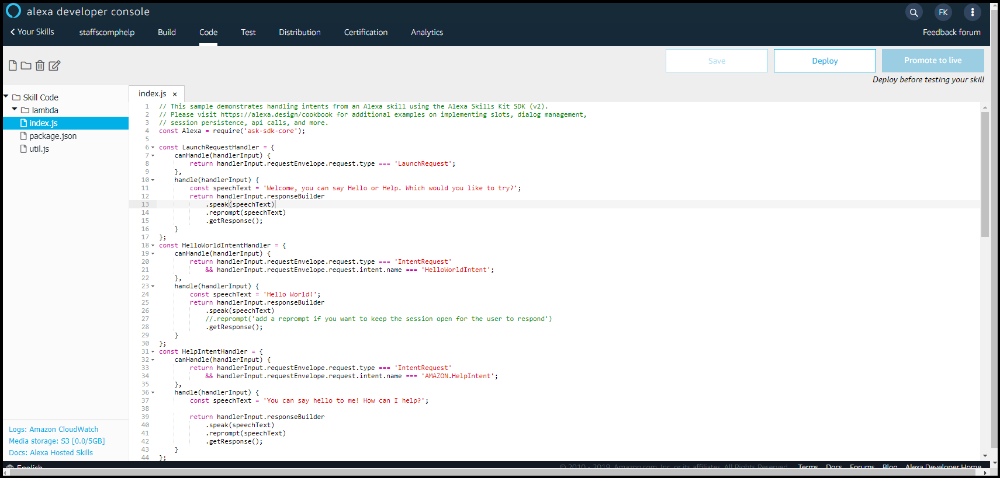 alexa developer console
FK
Your Skills
staffscomphelp
Build
Code
Test
Distribution
Certification
Analytics
Feedback forum
Save
Deploy
Promote to live
Deploy before testing your skill
Skill Code
lambda
index.js
package.json
util.js
Logs: Amazon CloudWatch
Media storage: S3 [0.0/5GB]
Docs: Alexa Hosted Skills
index.js ×
1 // This sample demonstrates handling intents from an Alexa skill using the Alexa Skills Kit SDK (v2).
2 // Please visit https://alexa.design/cookbook for additional examples on implementing slots, dialog management,
3 // session persistence, api calls, and more.
4 const Alexa = require('ask-sdk-core');
5
6 const LaunchRequestHandler = {
7     canHandle(handlerInput) {
8         return handlerInput.requestEnvelope.request.type === 'LaunchRequest';
9     },
10     handle(handlerInput) {
11         const speechText = 'Welcome, you can say Hello or Help. Which would you like to try?';
12         return handlerInput.responseBuilder
13             .speak(speechText)
14             .reprompt(speechText)
15             .getResponse();
16     }
17 };
18 const HelloWorldIntentHandler = {
19     canHandle(handlerInput) {
20         return handlerInput.requestEnvelope.request.type === 'IntentRequest'
21             && handlerInput.requestEnvelope.request.intent.name === 'HelloWorldIntent';
22     },
23     handle(handlerInput) {
24         const speechText = 'Hello World!';
25         return handlerInput.responseBuilder
26             .speak(speechText)
27             //.reprompt('add a reprompt if you want to keep the session open for the user to respond')
28             .getResponse();
29     }
30 };
31 const HelpIntentHandler = {
32     canHandle(handlerInput) {
33         return handlerInput.requestEnvelope.request.type === 'IntentRequest'
34             && handlerInput.requestEnvelope.request.intent.name === 'AMAZON.HelpIntent';
35     },
36     handle(handlerInput) {
37         const speechText = 'You can say hello to me! How can I help?';
38
39         return handlerInput.responseBuilder
40             .speak(speechText)
41             .reprompt(speechText)
42             .getResponse();
43     }
44 };
English
© 2010 - 2019, Amazon.com, Inc. or its affiliates. All Rights Reserved.
Terms
Docs
Forums
Blog
Alexa Developer Home